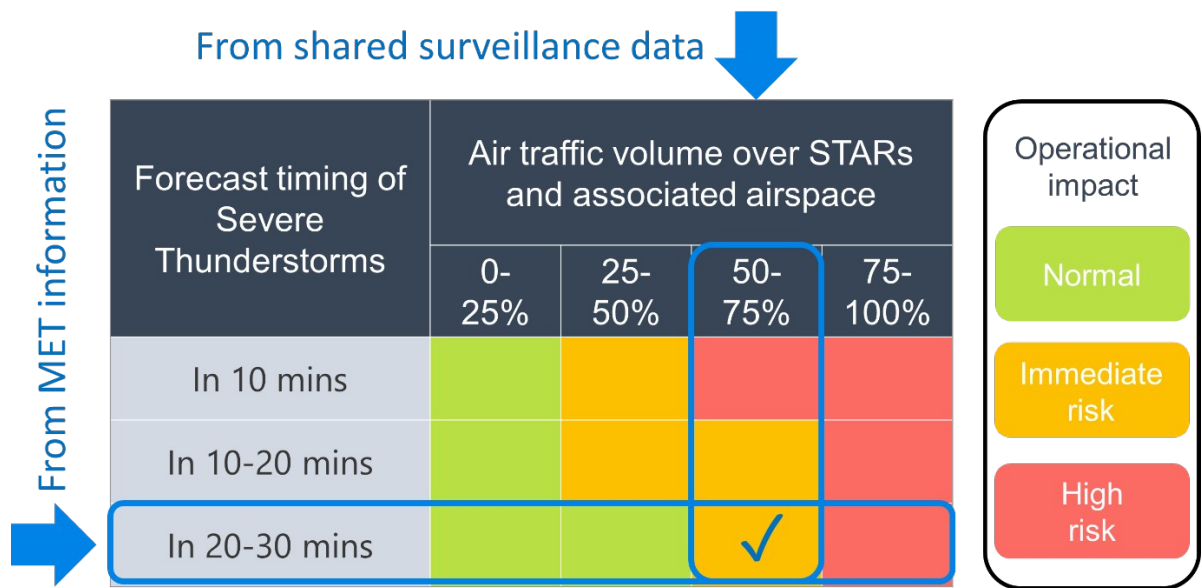 From shared surveillance data
From MET information
Forecast timing of
Severe
Thunderstorms
Air traffic volume over STARs
and associated airspace
0-
25%
25-
50%
50-
75%
75-
100%
In 10 mins
In 10-20 mins
In 20-30 mins
✓
Operational
impact
Normal
Immediate
risk
High
risk